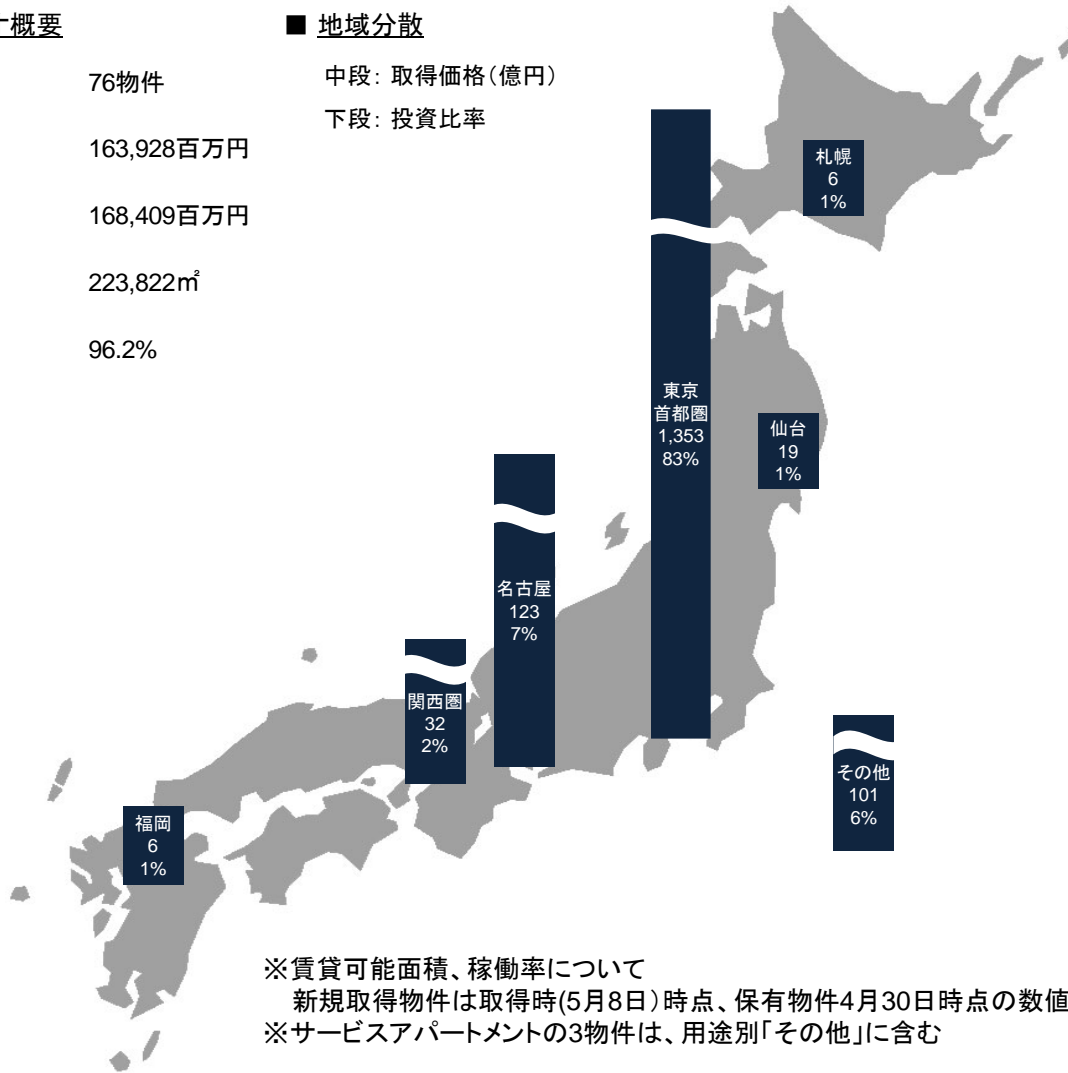 概要
76物件
163,928百万円
168,409百万円
223,822㎡
96.2%
■ 地域分散
中段: 取得価格(億円)
下段: 投資比率
札幌
6
1%
東京
首都圏
1,353
83%
仙台
19
1%
名古屋
123
7%
関西圏
32
2%
その他
101
6%
福岡
6
1%
※賃貸可能面積、稼働率について
新規取得物件は取得時(5月8日)時点、保有物件4月30日時点の数値
※サービスアパートメントの3物件は、用途別「その他」に含む